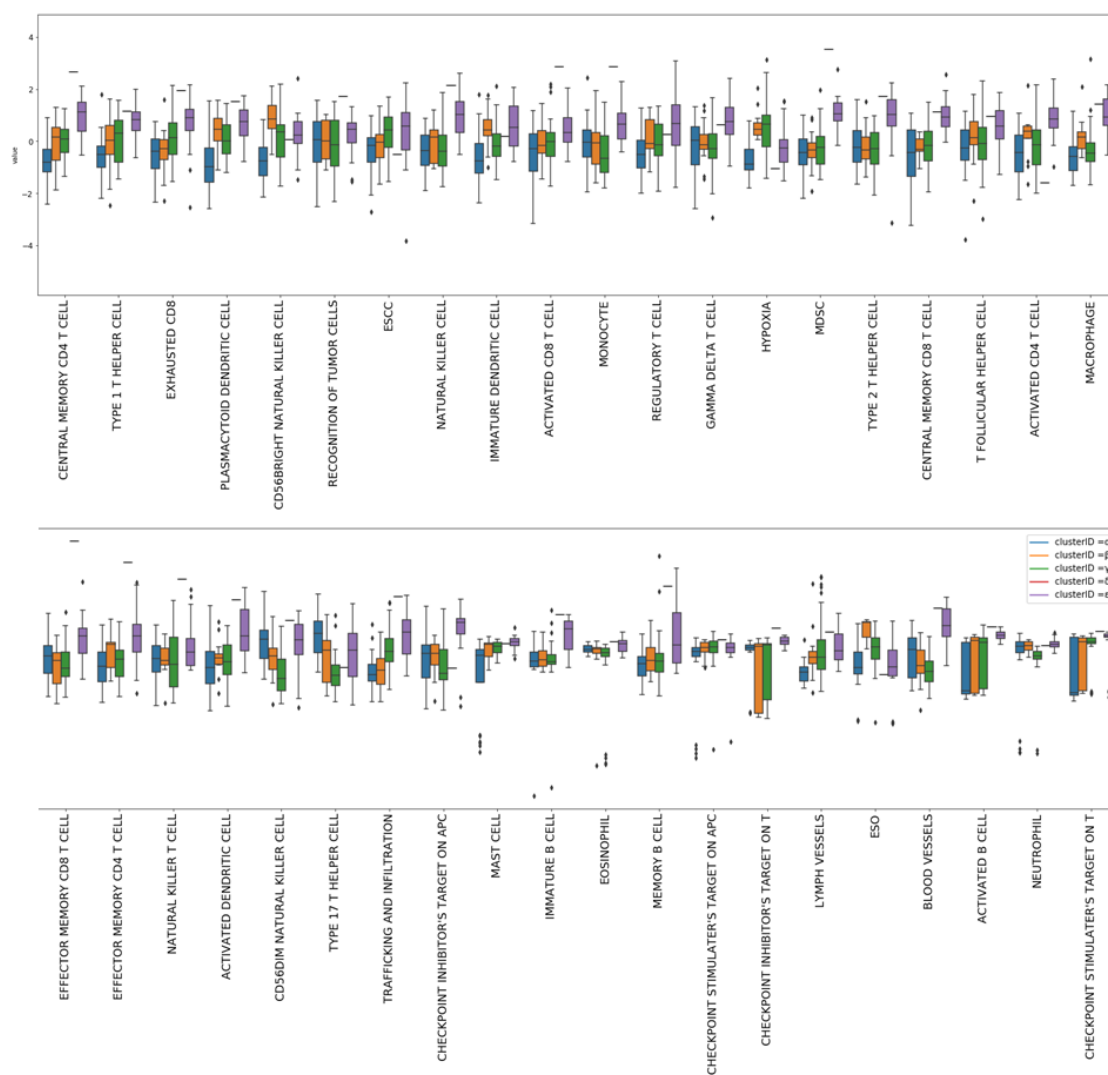 4
2
0
value
−2
−4
CENTRAL MEMORY CD4 T CELL
TYPE 1 T HELPER CELL
EXHAUSTED CD8
PLASMACYTOID DENDRITIC CELL
CD56BRIGHT NATURAL KILLER CELL
RECOGNITION OF TUMOR CELLS
ESCC
NATURAL KILLER CELL
IMMATURE DENDRITIC CELL
ACTIVATED CD8 T CELL
MONOCYTE
REGULATORY T CELL
GAMMA DELTA T CELL
HYPOXIA
MDSC
TYPE 2 T HELPER CELL
CENTRAL MEMORY CD8 T CELL
T FOLLICULAR HELPER CELL
ACTIVATED CD4 T CELL
MACROPHAGE
clusterID =α
clusterID =β
clusterID =γ
clusterID =δ
clusterID =ε
EFFECTOR MEMORY CD8 T CELL
EFFECTOR MEMORY CD4 T CELL
NATURAL KILLER T CELL
ACTIVATED DENDRITIC CELL
CD56DIM NATURAL KILLER CELL
TYPE 17 T HELPER CELL
TRAFFICKING AND INFILTRATION
CHECKPOINT INHIBITOR'S TARGET ON APC
MAST CELL
IMMATURE B CELL
EOSINOPHIL
MEMORY B CELL
CHECKPOINT STIMULATER'S TARGET ON APC
CHECKPOINT INHIBITOR'S TARGET ON T
LYMPH VESSELS
ESO
BLOOD VESSELS
ACTIVATED B CELL
NEUTROPHIL
CHECKPOINT STIMULATER'S TARGET ON T